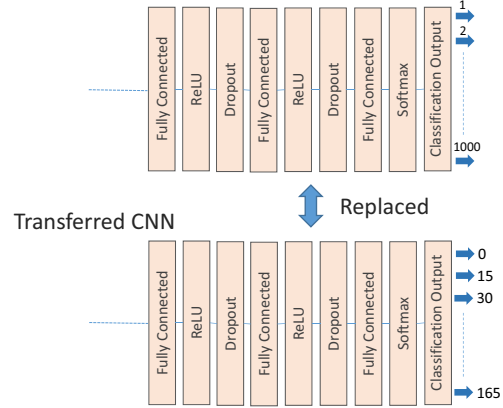 Fully Connected
ReLU
Dropout
Fully Connected
ReLU
Dropout
Fully Connected
Softmax
Classification Output
1
2
1000
Replaced
Transferred CNN
Fully Connected
ReLU
Dropout
Fully Connected
ReLU
Dropout
Fully Connected
Softmax
Classification Output
0
15
30
165